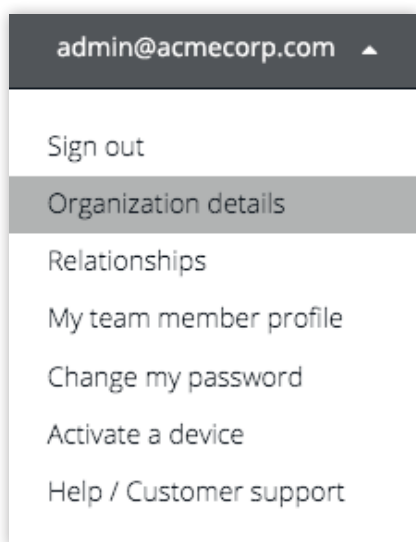 admin@acmecorp.com
Sign out
Organization details
Relationships
My team member profile
Change my password
Activate a device
Help / Customer support